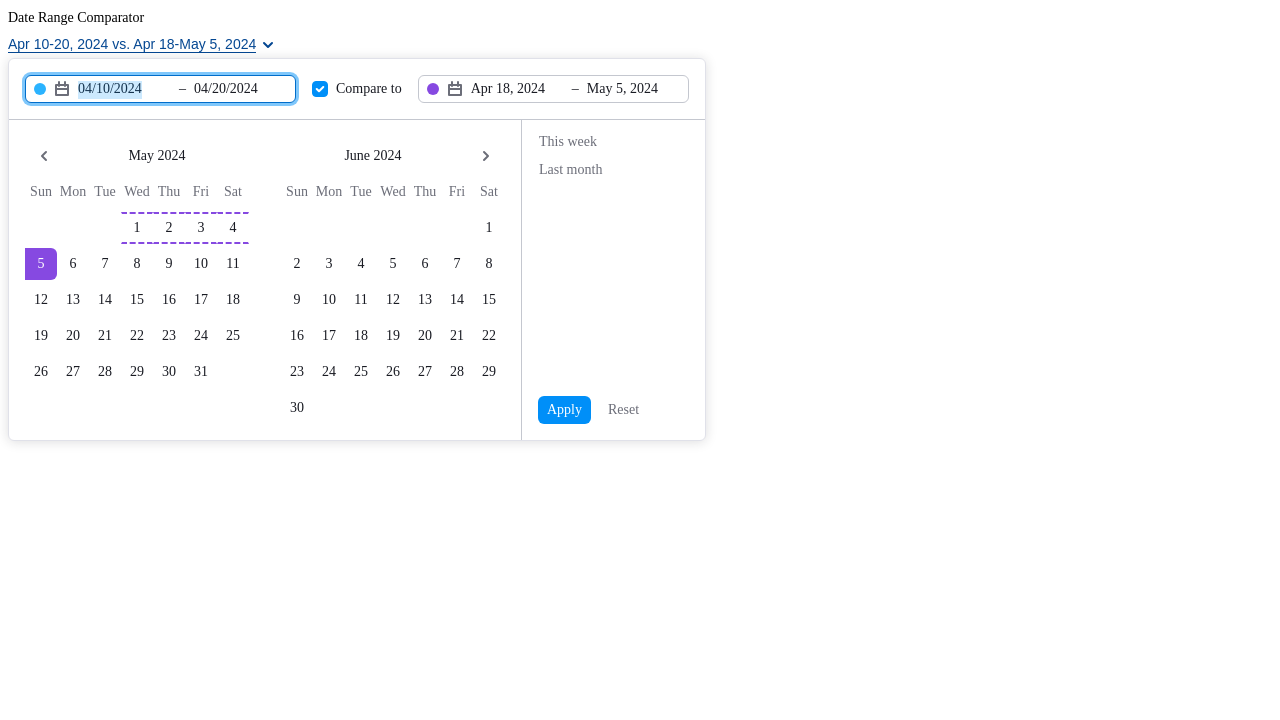 Date Range Comparator
Apr 10-20, 2024 vs. Apr 18-May 5, 2024
04/10/2024 – 04/20/2024 Compare to Apr 18, 2024 – May 5, 2024
May 2024 June 2024 This week
Last month
Sun Mon Tue Wed Thu Fri Sat Sun Mon Tue Wed Thu Fri Sat
1 2 3 4 1
5 6 7 8 9 10 11 2 3 4 5 6 7 8
12 13 14 15 16 17 18 9 10 11 12 13 14 15
19 20 21 22 23 24 25 16 17 18 19 20 21 22
26 27 28 29 30 31 23 24 25 26 27 28 29
30
Apply Reset